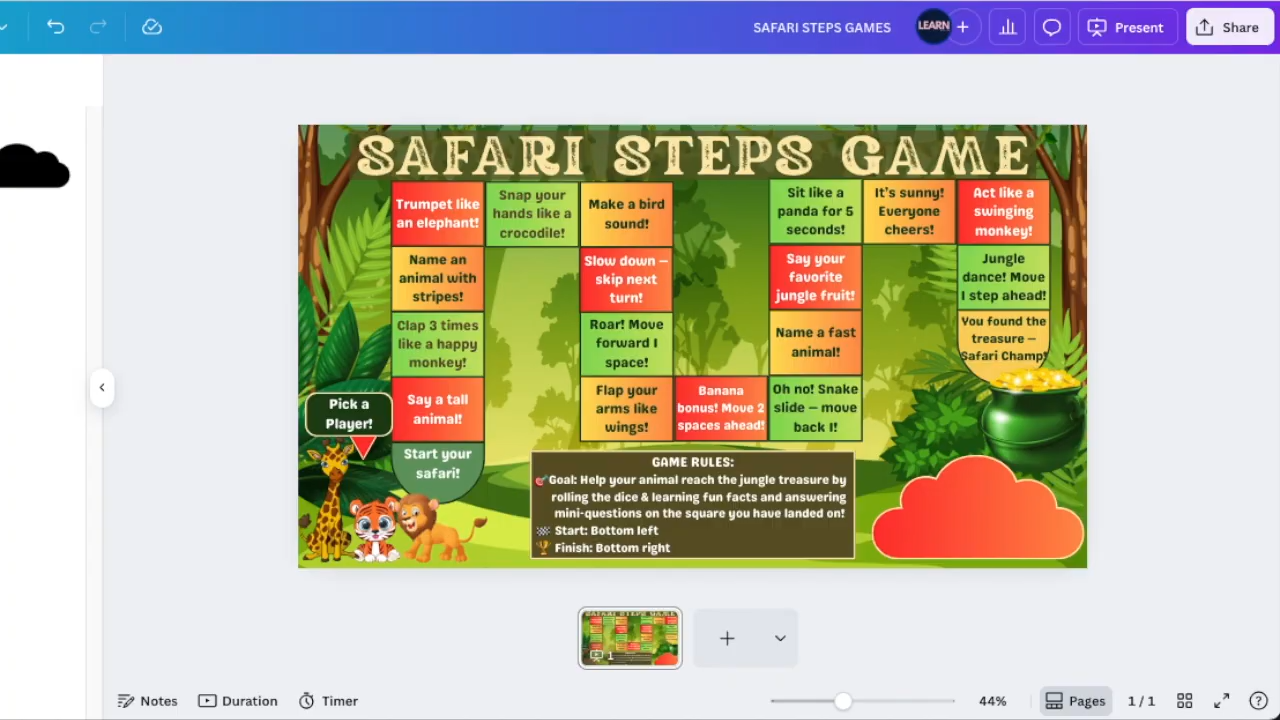 SAFARI STEPS GAMES
LEARN
Present
Share
SAFARI STEPS GAME
Trumpet like
an elephant!
Snap your
hands like a
crocodile!
Make a bird
sound!
Sit like a
panda for 5
seconds!
It's sunny!
Everyone
cheers!
Act like a
swinging
monkey!
Name an
animal with
stripes!
Slow down –
skip next
turn!
Say your
favorite
jungle fruit!
Jungle
dance! Move
1 step ahead!
Clap 3 times
like a happy
monkey!
Roar! Move
forward 1
space!
Name a fast
animal!
You found the
treasure –
Safari Champ!
Pick a
Player!
Say a tall
animal!
Flap your
arms like
wings!
Banana
bonus! Move 2
spaces ahead!
Oh no! Snake
slide – move
back 1!
Start your
safari!
GAME RULES:
Goal: Help your animal reach the jungle treasure by
rolling the dice & learning fun facts and answering
mini-questions on the square you have landed on!
Start: Bottom left
Finish: Bottom right
1
Notes
Duration
Timer
44%
Pages
1 / 1